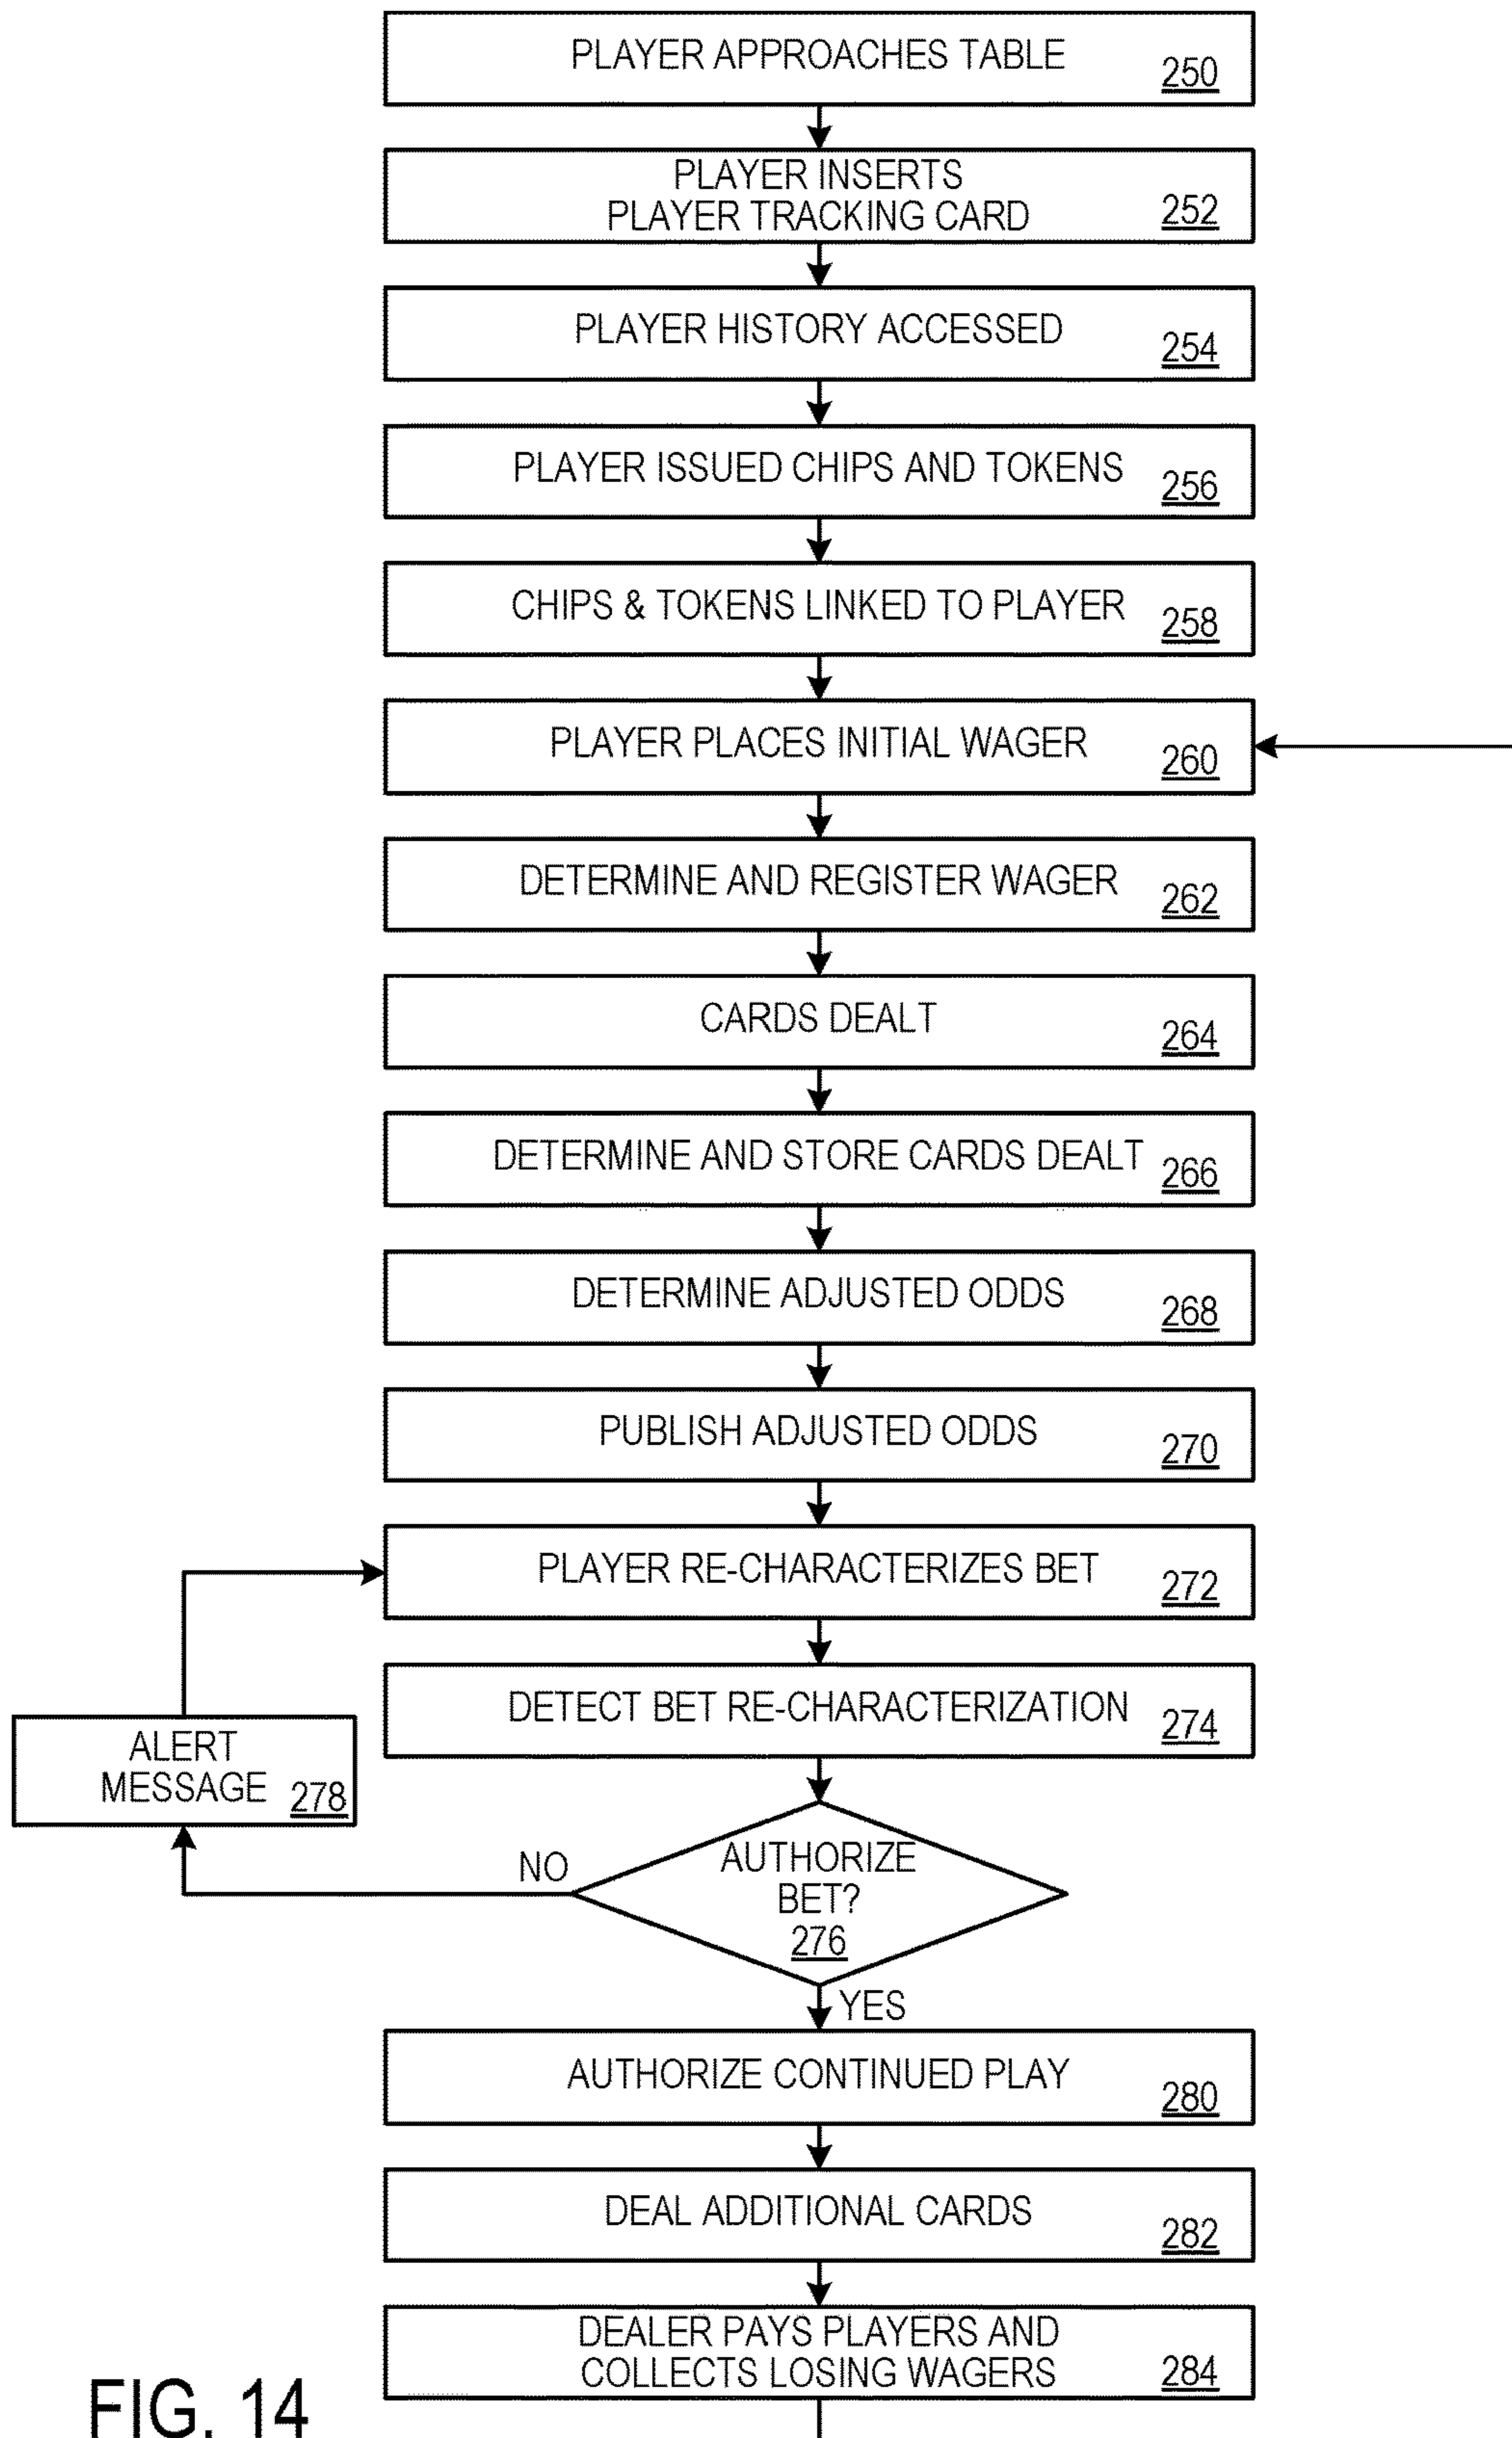 PLAYER APPROACHES TABLE
250
PLAYER INSERTS
PLAYER TRACKING CARD
252
PLAYER HISTORY ACCESSED
254
PLAYER ISSUED CHIPS AND TOKENS
256
CHIPS & TOKENS LINKED TO PLAYER
258
PLAYER PLACES INITIAL WAGER
260
DETERMINE AND REGISTER WAGER
262
CARDS DEALT
264
DETERMINE AND STORE CARDS DEALT
266
DETERMINE ADJUSTED ODDS
268
PUBLISH ADJUSTED ODDS
270
PLAYER RE-CHARACTERIZES BET
272
DETECT BET RE-CHARACTERIZATION
274
ALERT
MESSAGE
278
NO
AUTHORIZE
BET?
276
YES
AUTHORIZE CONTINUED PLAY
280
DEAL ADDITIONAL CARDS
282
DEALER PAYS PLAYERS AND
COLLECTS LOSING WAGERS
284
FIG. 14